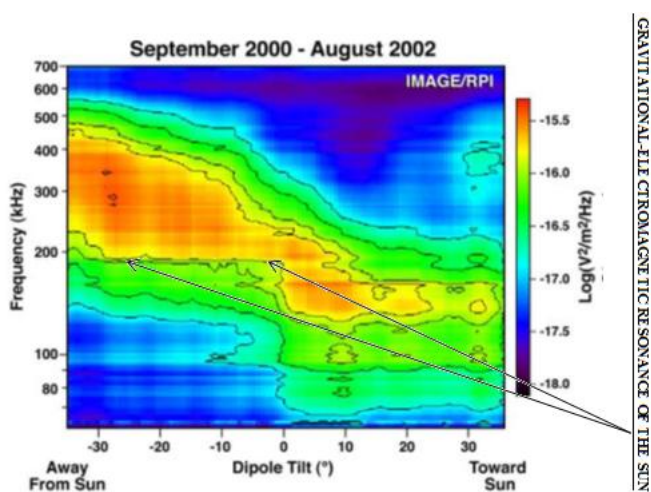 September 2000 - August 2002
IMAGE/RPI
Frequency (kHz)
700
600
500
400
300
200
100
80
-30
-20
-10
0
10
20
30
Away
From Sun
Dipole Tilt (°)
Toward
Sun
-15.5
-16.0
-16.5
-17.0
-17.5
-18.0
Log(V²/m²/Hz)
GRAVITATIONAL-ELECTROMAGNETIC RESONANCE OF THE SUN